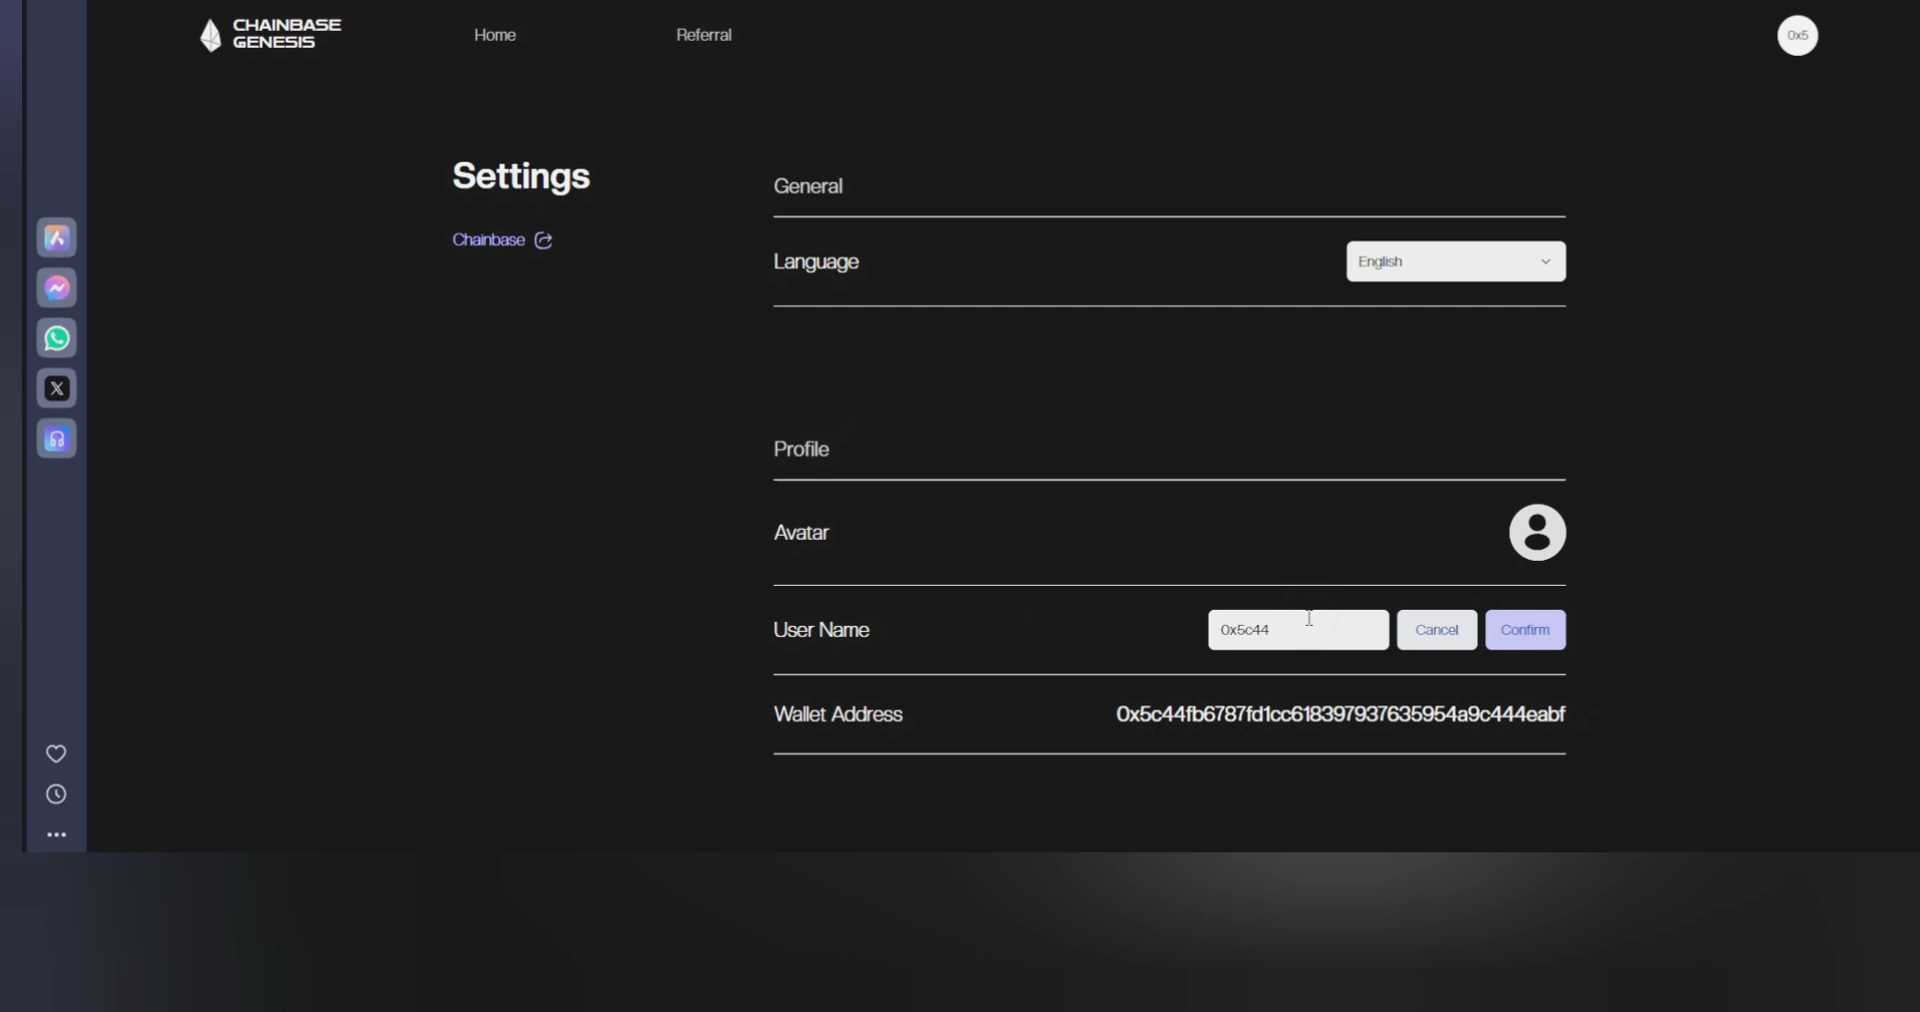 CHAINBASE
GENESIS
Home
Referral
0x5
Settings
Chainbase
General
Language
English
Profile
Avatar
User Name
0x5c44
Cancel
Confirm
Wallet Address
0x5c44fb6787fd1cc618397937635954a9c444eabf